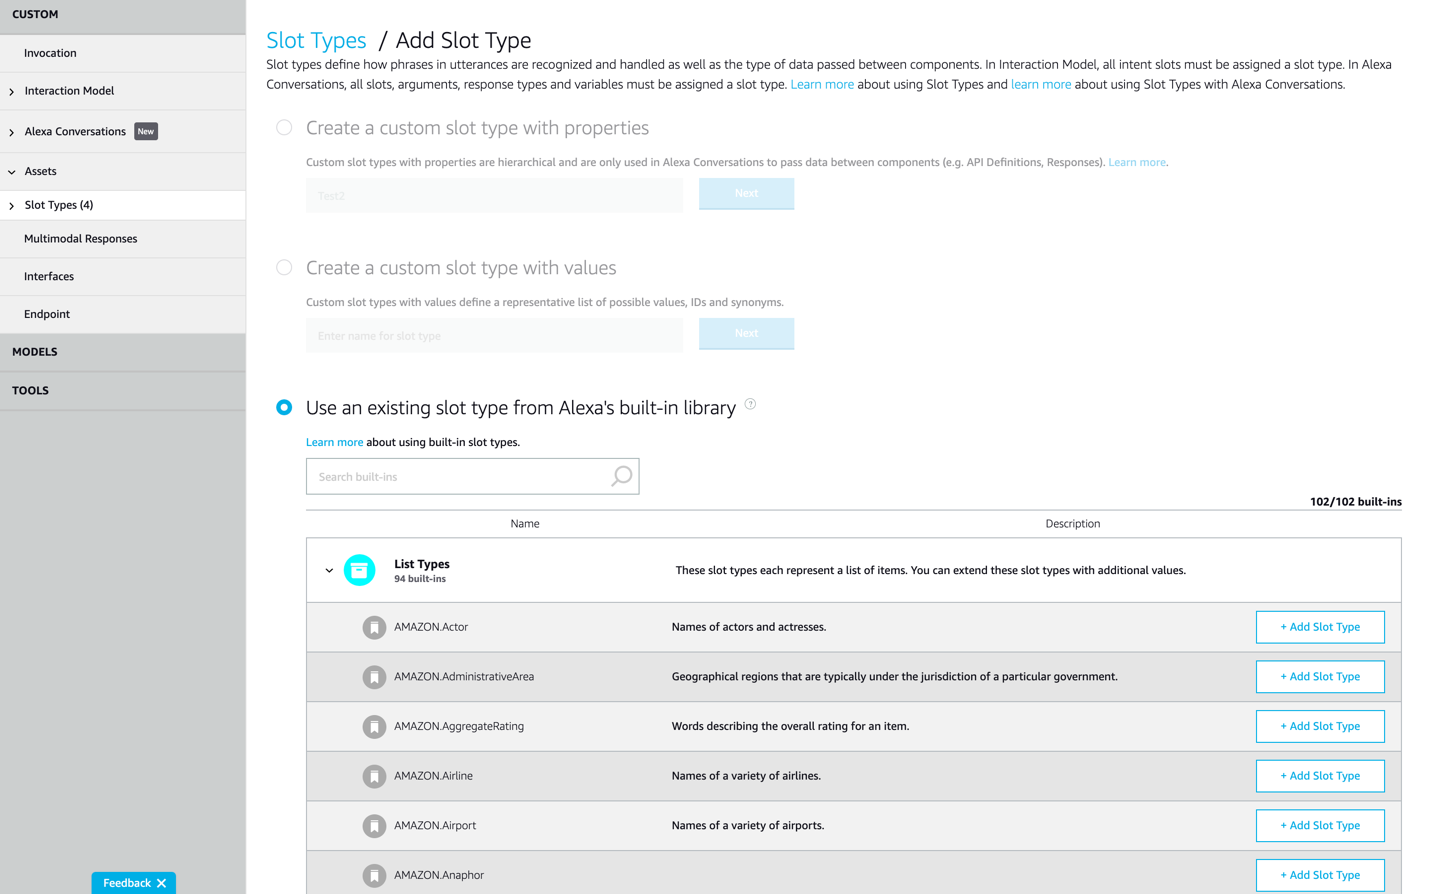 CUSTOM
Invocation
Interaction Model
Alexa Conversations New
Assets
Slot Types (4)
Multimodal Responses
Interfaces
Endpoint
MODELS
TOOLS
Feedback
Slot Types / Add Slot Type
Slot types define how phrases in utterances are recognized and handled as well as the type of data passed between components. In Interaction Model, all intent slots must be assigned a slot type. In Alexa
Conversations, all slots, arguments, response types and variables must be assigned a slot type. Learn more about using Slot Types and learn more about using Slot Types with Alexa Conversations.
Create a custom slot type with properties
Custom slot types with properties are hierarchical and are only used in Alexa Conversations to pass data between components (e.g. API Definitions, Responses). Learn more.
Test2 Next
Create a custom slot type with values
Custom slot types with values define a representative list of possible values, IDs and synonyms.
Enter name for slot type Next
Use an existing slot type from Alexa's built-in library ?
Learn more about using built-in slot types.
Search built-ins
102/102 built-ins
Name Description
List Types
94 built-ins
These slot types each represent a list of items. You can extend these slot types with additional values.
AMAZON.Actor Names of actors and actresses. + Add Slot Type
AMAZON.AdministrativeArea Geographical regions that are typically under the jurisdiction of a particular government. + Add Slot Type
AMAZON.AggregateRating Words describing the overall rating for an item. + Add Slot Type
AMAZON.Airline Names of a variety of airlines. + Add Slot Type
AMAZON.Airport Names of a variety of airports. + Add Slot Type
AMAZON.Anaphor + Add Slot Type